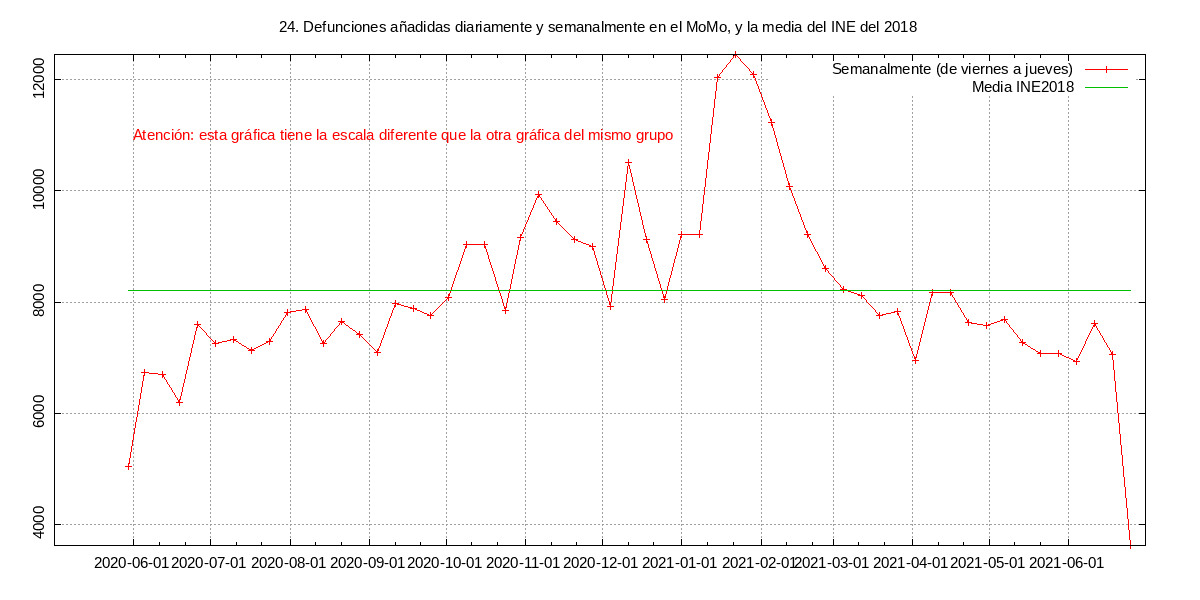 24. Defunciones añadidas diariamente y semanalmente en el MoMo, y la media del INE del 2018
Semanalmente (de viernes a jueves)
Media INE2018
Atención: esta gráfica tiene la escala diferente que la otra gráfica del mismo grupo
12000
10000
8000
6000
4000
2020-06-01 2020-07-01 2020-08-01 2020-09-01 2020-10-01 2020-11-01 2020-12-01 2021-01-01 2021-02-01 2021-03-01 2021-04-01 2021-05-01 2021-06-01